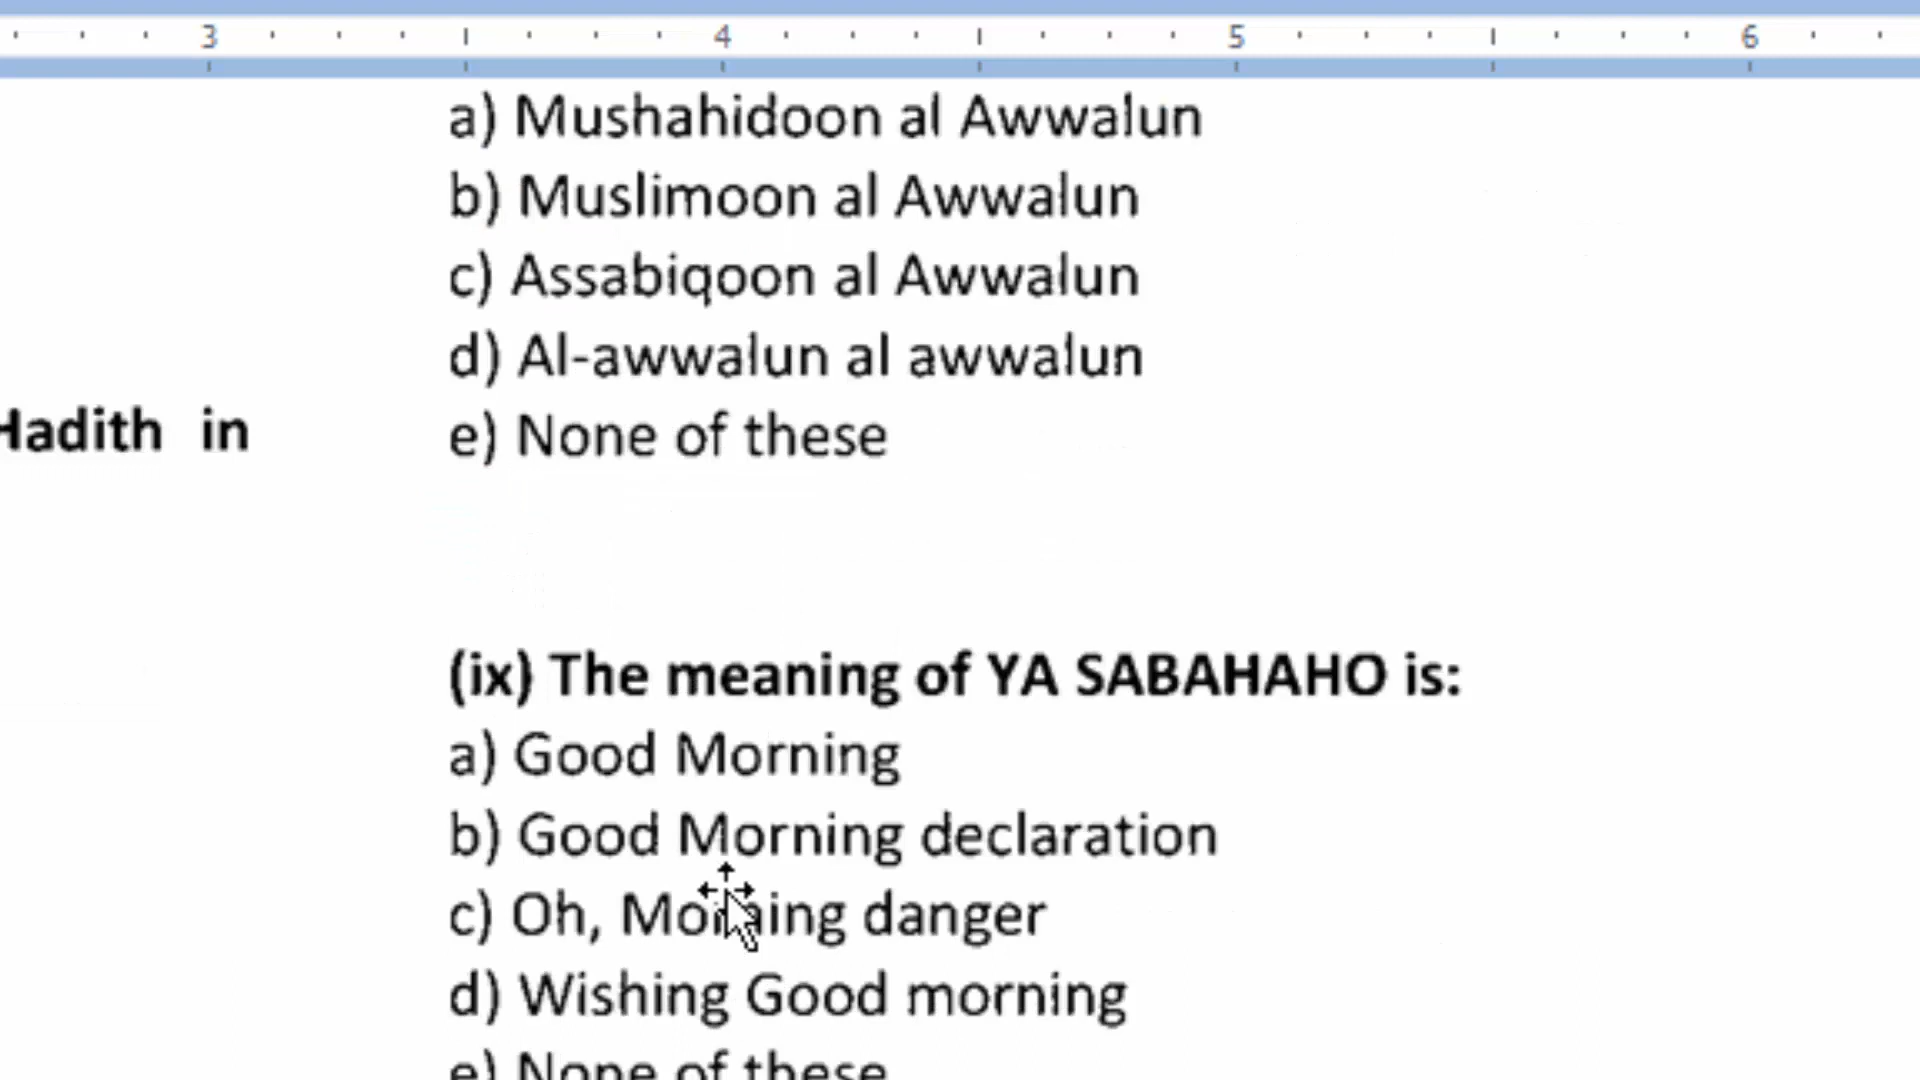 3 4 5 6
a) Mushahidoon al Awwalun
b) Muslimoon al Awwalun
c) Assabiqoon al Awwalun
d) Al-awwalun al awwalun
Hadith in
e) None of these
(ix) The meaning of YA SABAHAHO is:
a) Good Morning
b) Good Morning declaration
c) Oh, Morning danger
d) Wishing Good morning
e) None of these